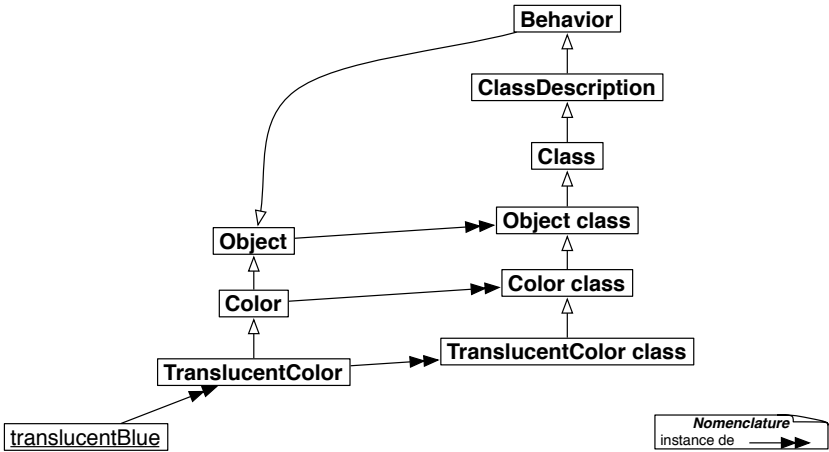 Behavior
ClassDescription
Class
Object class
Object
Color class
Color
TranslucentColor class
TranslucentColor
translucentBlue
Nomenclature
instance de